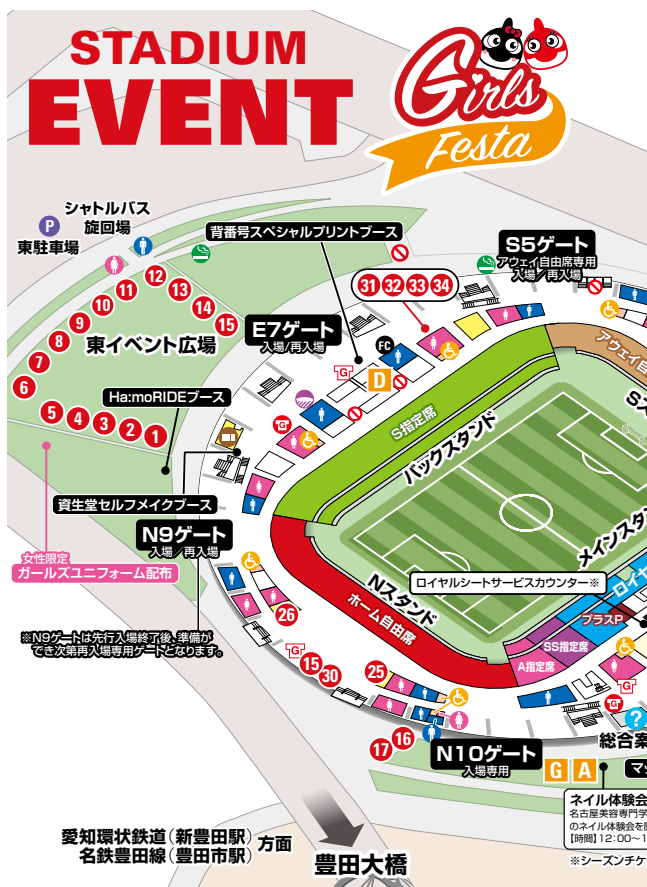 STADIUM
EVENT
Girls
Festa
シャトルバス
旋回場
P
東駐車場
背番号スペシャルプリントブース
S5ゲート
アウェイ自由席専用
入場/再入場
31 32 33 34
12
11
13
10
14
9
15
8
7
6
東イベント広場
E7ゲート
入場/再入場
FC
G
D
アウェイ自
Ha:moRIDEブース
5
4
3
2
1
G
S指定席
バックスタンド
Sス
資生堂セルフメイクブース
N9ゲート
入場/再入場
女性限定
ガールズユニフォーム配布
メインスタ
ロイヤルシートサービスカウンター※
ロイヤ
Nスタンド
ホーム自由席
プラスP
SS指定席
A指定席
26
※N9ゲートは先行入場終了後、準備が
でき次第再入場専用ゲートとなります。
G
15
30
25
G
G
?
16
17
N10ゲート
入場専用
総合案
G A
マッ
ネイル体験会
名古屋美容専門学
のネイル体験会を開
【時間】12:00〜1
※シーズンチケ
愛知環状鉄道(新豊田駅)
名鉄豊田線(豊田市駅)
方面
豊田大橋